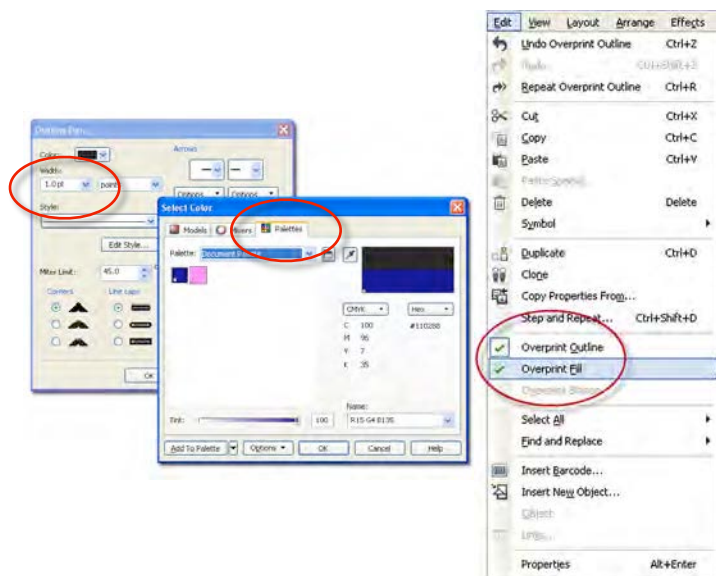 Edit View Layout Arrange Effects
Undo Overprint Outline Ctrl+Z
Repeat Overprint Outline Ctrl+R
Cut Ctrl+X
Copy Ctrl+C
Paste Ctrl+V
Delete Delete
Symbol
Duplicate Ctrl+D
Clone
Copy Properties From...
Step and Repeat... Ctrl+Shift+D
Overprint Outline
Overprint Fill
Select All
Find and Replace
Insert Barcode...
Insert New Object...
Object
Links...
Properties Alt+Enter
Color: Arrows
Width:
1.0 pt points
Options Options
Style:
Edit Style...
Miter Limit: 45.0 °
Corners Line caps
OK
Select Color
Models Mixers Palettes
Palette: Document Palette
CMYK Hex
C 100 #110288
M 96
Y 7
K 35
Name:
Tint: 100 R15 G4 B135
Add To Palette Options OK Cancel Help